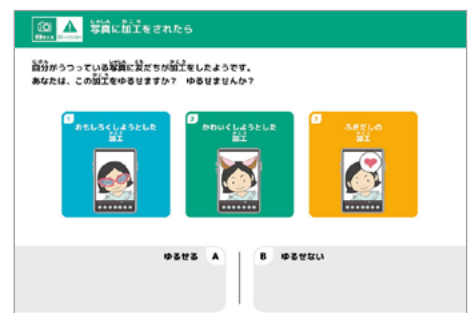 写真に加工をされたら
自分がうつっている写真に友だちが加工をしたようです。
あなたは、この加工をゆるせますか？　ゆるせませんか？
1
おもしろくしようとした
加工
2
かわいくしようとした
加工
3
ふきだしの
加工
ゆるせる A
B ゆるせない